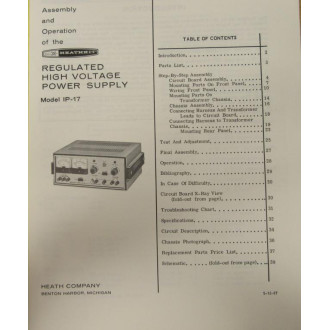 Assembly
and
Operation
of the
HEATHKIT
REGULATED
HIGH VOLTAGE
POWER SUPPLY
Model IP-17
HEATH COMPANY
BENTON HARBOR, MICHIGAN
TABLE OF CONTENTS
Introduction
Parts List
Step-By-Step Assembly
Circuit Board Assembly
Mounting Parts On Front Panel
Wiring Front Panel
Mounting Parts On
Transformer Chassis
Chassis Assembly
Connecting Harness And Transformer
Leads to Circuit Board
Connecting Harness to Transformer
Chassis
Mounting Rear Panel
Test And Adjustment
Final Assembly
Operation
Bibliography
In Case Of Difficulty
Circuit Board X-Ray View
(fold-out from page)
Troubleshooting Chart
Specifications
Circuit Description
Chassis Photograph
Replacement Parts Price List
Schematic (fold-out from page)